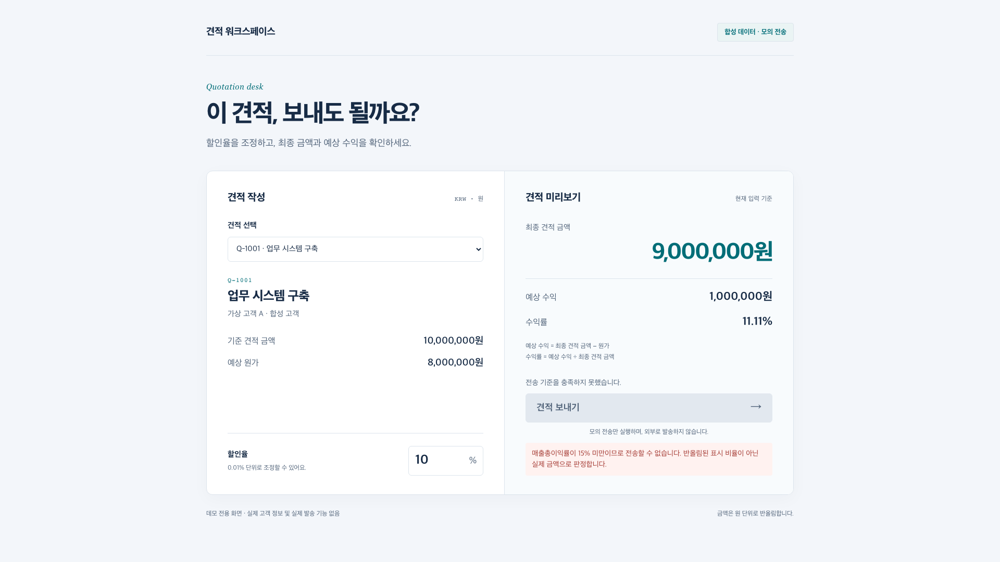 견적 워크스페이스
합성 데이터 · 모의 전송
Quotation desk
이 견적, 보내도 될까요?
할인율을 조정하고, 최종 금액과 예상 수익을 확인하세요.
견적 작성
KRW · 원
견적 선택
Q-1001 · 업무 시스템 구축
Q-1001
업무 시스템 구축
가상 고객 A · 합성 고객
기준 견적 금액 10,000,000원
예상 원가 8,000,000원
할인율
0.01% 단위로 조정할 수 있어요.
10 %
견적 미리보기
현재 입력 기준
최종 견적 금액
9,000,000원
예상 수익 1,000,000원
수익률 11.11%
예상 수익 = 최종 견적 금액 − 원가
수익률 = 예상 수익 ÷ 최종 견적 금액
전송 기준을 충족하지 못했습니다.
견적 보내기 →
모의 전송만 실행하며, 외부로 발송하지 않습니다.
매출총이익률이 15% 미만이므로 전송할 수 없습니다. 반올림된 표시 비율이 아닌
실제 금액으로 판정합니다.
데모 전용 화면 · 실제 고객 정보 및 실제 발송 기능 없음
금액은 원 단위로 반올림합니다.